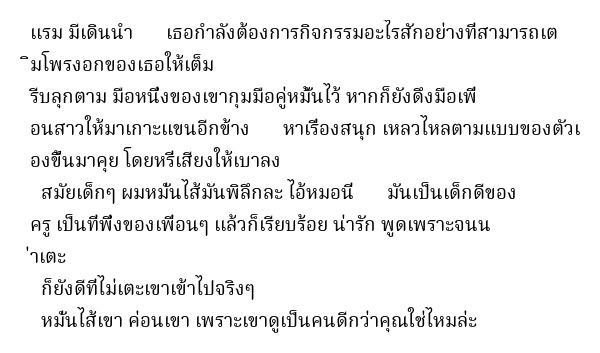 แรม มีเดินนำ เธอกำลังต้องการกิจกรรมอะไรสักอย่างที่สามารถเต
ิมโพรงอกของเธอให้เต็ม
รีบลุกตาม มือหนึ่งของเขากุมมือคู่หมั้นไว้ หากก็ยังดึงมือเพื่
อนสาวให้มาเกาะแขนอีกข้าง หาเรื่องสนุก เหลวไหลตามแบบของตัวเ
องขึ้นมาคุย โดยหรี่เสียงให้เบาลง
สมัยเด็กๆ ผมหมั่นไส้มันพิลึกละ ไอ้หมอนี่ มันเป็นเด็กดีของ
ครู เป็นที่พึ่งของเพื่อนๆ แล้วก็เรียบร้อย น่ารัก พูดเพราะจนน
่าเตะ
ก็ยังดีที่ไม่เตะเขาเข้าไปจริงๆ
หมั่นไส้เขา ค่อนเขา เพราะเขาดูเป็นคนดีกว่าคุณใช่ไหมล่ะ